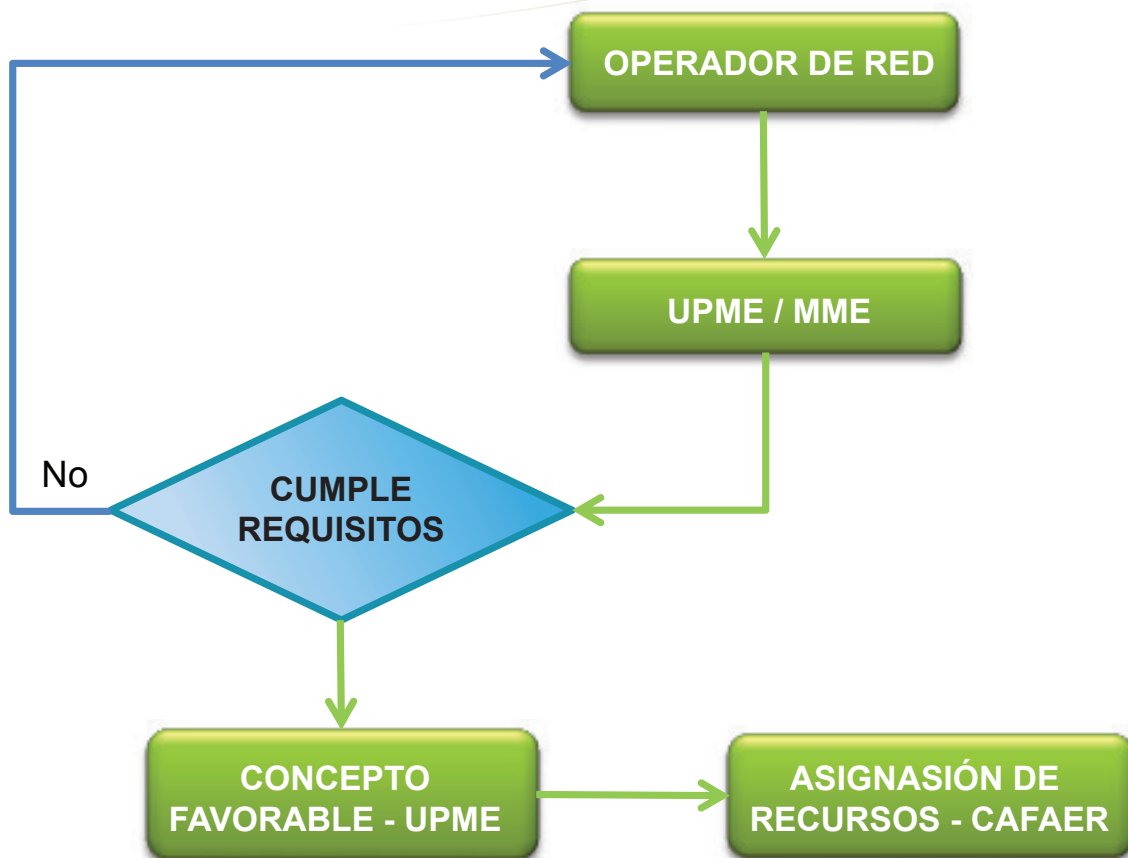 OPERADOR DE RED
UPME / MME
No
CUMPLE
REQUISITOS
CONCEPTO
FAVORABLE - UPME
ASIGNASIÓN DE
RECURSOS - CAFAER